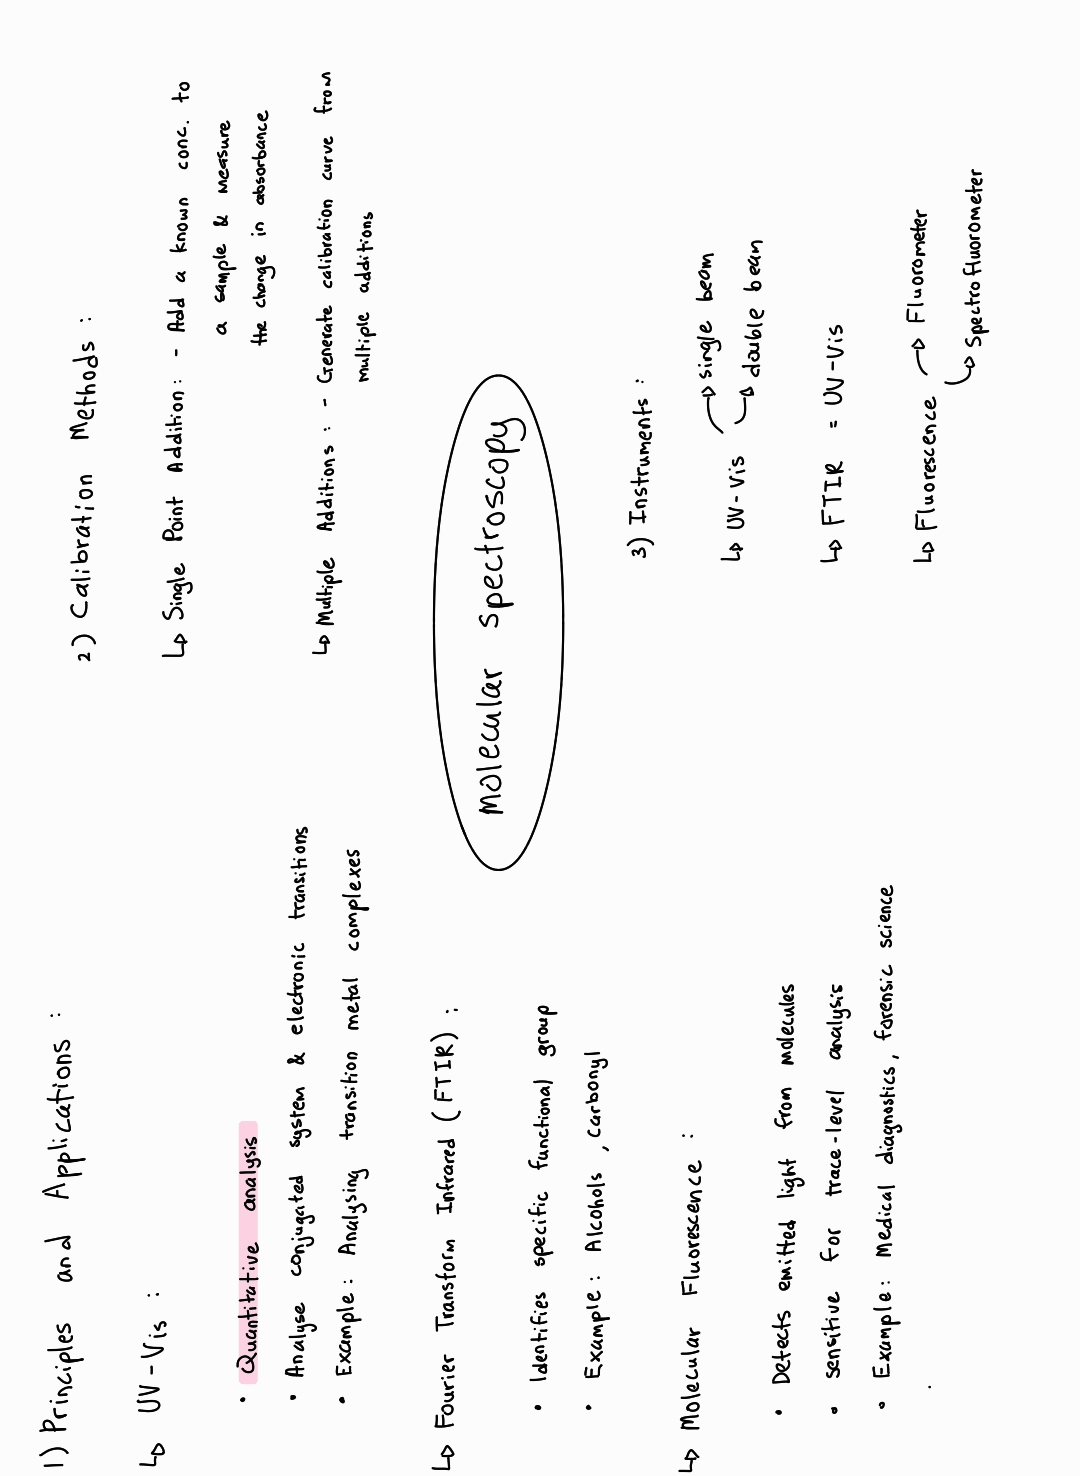 1) Principles and Applications :
↳ UV-Vis :
• Quantitative analysis
• Analyse conjugated system & electronic transitions
• Example: Analysing transition metal complexes
↳ Fourier Transform Infrared (FTIR) :
• Identifies specific functional group
• Example: Alcohols , carbonyl
↳ Molecular Fluorescence :
• Detects emitted light from molecules
• sensitive for trace-level analysis
• Example: Medical diagnostics, forensic science
2) Calibration Methods :
↳ Single Point Addition: - Add a known conc. to
a sample & measure
the change in absorbance
↳ Multiple Additions : - Generate calibration curve from
multiple additions
molecular spectroscopy
3) Instruments :
↳ UV-Vis
single beam
double beam
↳ FTIR = UV-Vis
↳ Fluorescence
Fluorometer
Spectrofluorometer